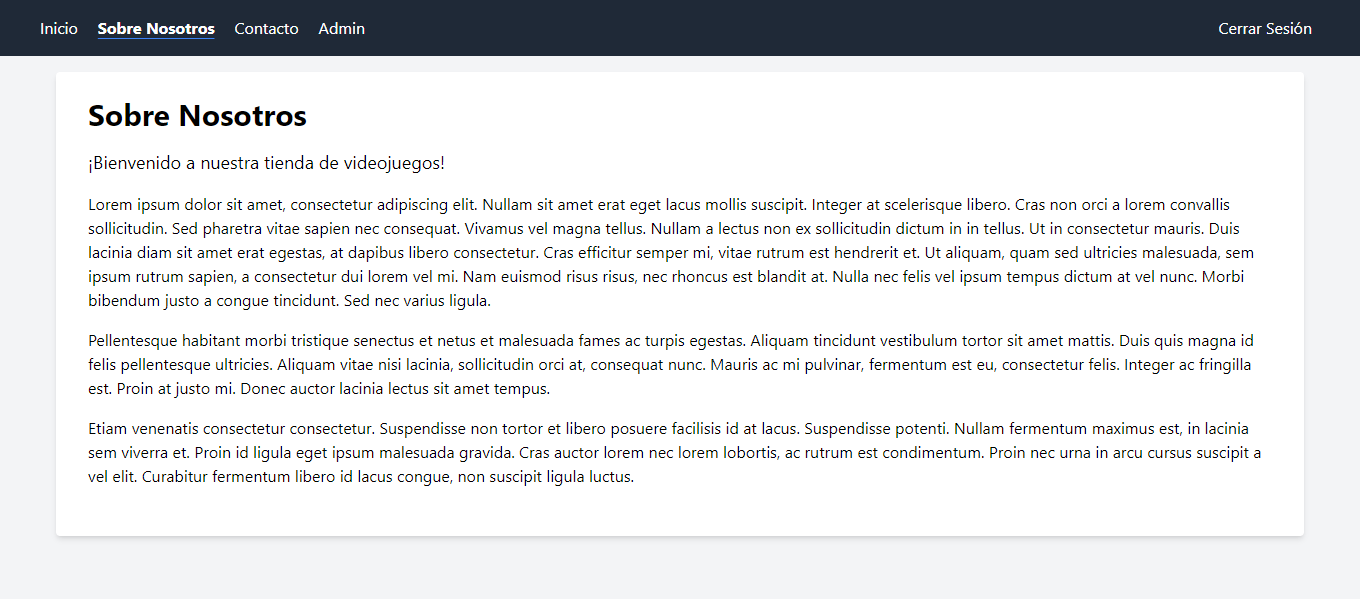 Inicio Sobre Nosotros Contacto Admin Cerrar Sesión
Sobre Nosotros
¡Bienvenido a nuestra tienda de videojuegos!
Lorem ipsum dolor sit amet, consectetur adipiscing elit. Nullam sit amet erat eget lacus mollis suscipit. Integer at scelerisque libero. Cras non orci a lorem convallis
sollicitudin. Sed pharetra vitae sapien nec consequat. Vivamus vel magna tellus. Nullam a lectus non ex sollicitudin dictum in in tellus. Ut in consectetur mauris. Duis
lacinia diam sit amet erat egestas, at dapibus libero consectetur. Cras efficitur semper mi, vitae rutrum est hendrerit et. Ut aliquam, quam sed ultricies malesuada, sem
ipsum rutrum sapien, a consectetur dui lorem vel mi. Nam euismod risus risus, nec rhoncus est blandit at. Nulla nec felis vel ipsum tempus dictum at vel nunc. Morbi
bibendum justo a congue tincidunt. Sed nec varius ligula.
Pellentesque habitant morbi tristique senectus et netus et malesuada fames ac turpis egestas. Aliquam tincidunt vestibulum tortor sit amet mattis. Duis quis magna id
felis pellentesque ultricies. Aliquam vitae nisi lacinia, sollicitudin orci at, consequat nunc. Mauris ac mi pulvinar, fermentum est eu, consectetur felis. Integer ac fringilla
est. Proin at justo mi. Donec auctor lacinia lectus sit amet tempus.
Etiam venenatis consectetur consectetur. Suspendisse non tortor et libero posuere facilisis id at lacus. Suspendisse potenti. Nullam fermentum maximus est, in lacinia
sem viverra et. Proin id ligula eget ipsum malesuada gravida. Cras auctor lorem nec lorem lobortis, ac rutrum est condimentum. Proin nec urna in arcu cursus suscipit a
vel elit. Curabitur fermentum libero id lacus congue, non suscipit ligula luctus.